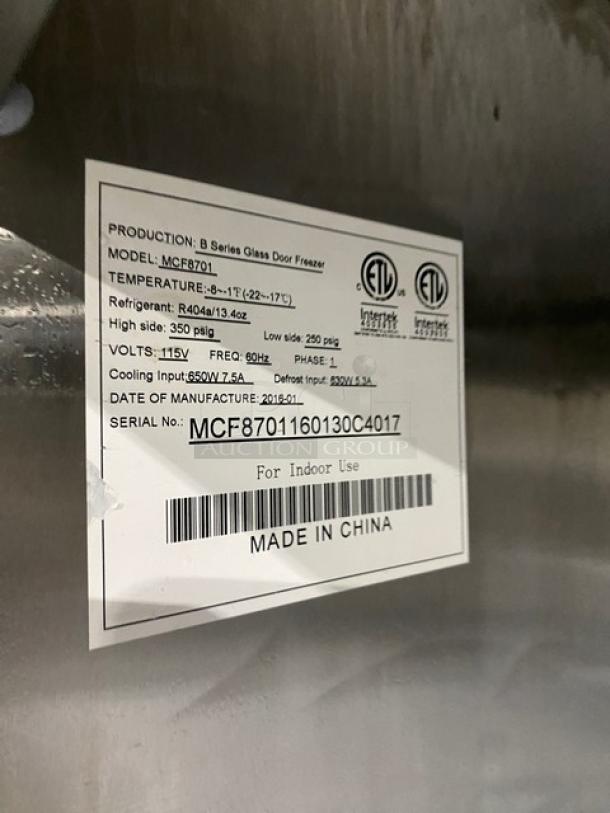 PRODUCTION: B Series Glass Door Freezer
MODEL: MCF8701
TEMPERATURE:-8~-1℉(-22~-17℃)
Refrigerant: R404a/13.4oz
High side: 350 psig Low side: 250 psig
VOLTS: 115V FREQ: 60Hz PHASE: 1
Cooling Input:650W 7.5A Defrost Input: 630W 5.3A
DATE OF MANUFACTURE: 2016-01
SERIAL No.: MCF8701160130C4017
For Indoor Use
MADE IN CHINA
C ETL US
Intertek
ETL
Intertek
AUCTION GROUP